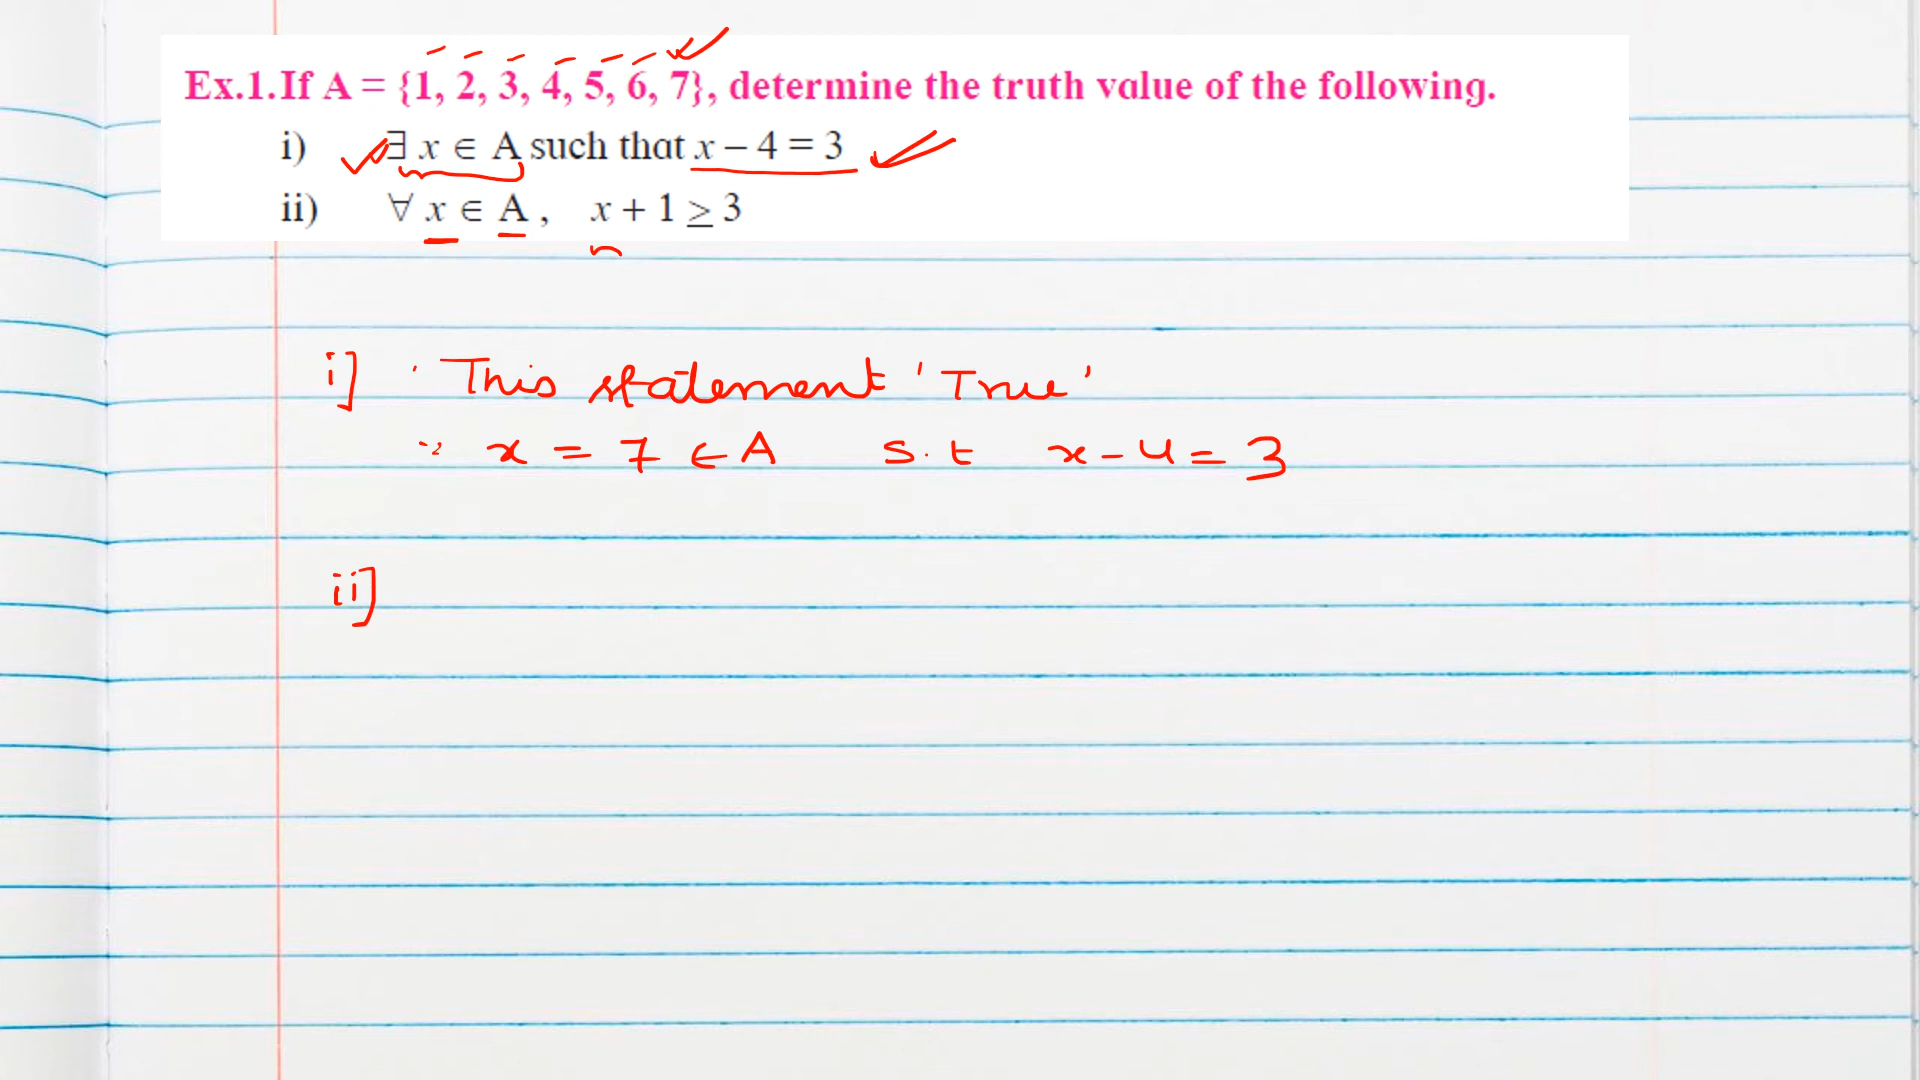 Ex.1. If A = {1, 2, 3, 4, 5, 6, 7}, determine the truth value of the following.
i) ∃ x ∈ A such that x – 4 = 3
ii) ∀ x ∈ A , x + 1 ≥ 3
i] This statement 'True'
∵ x = 7 ∈ A s.t x - 4 = 3
ii]